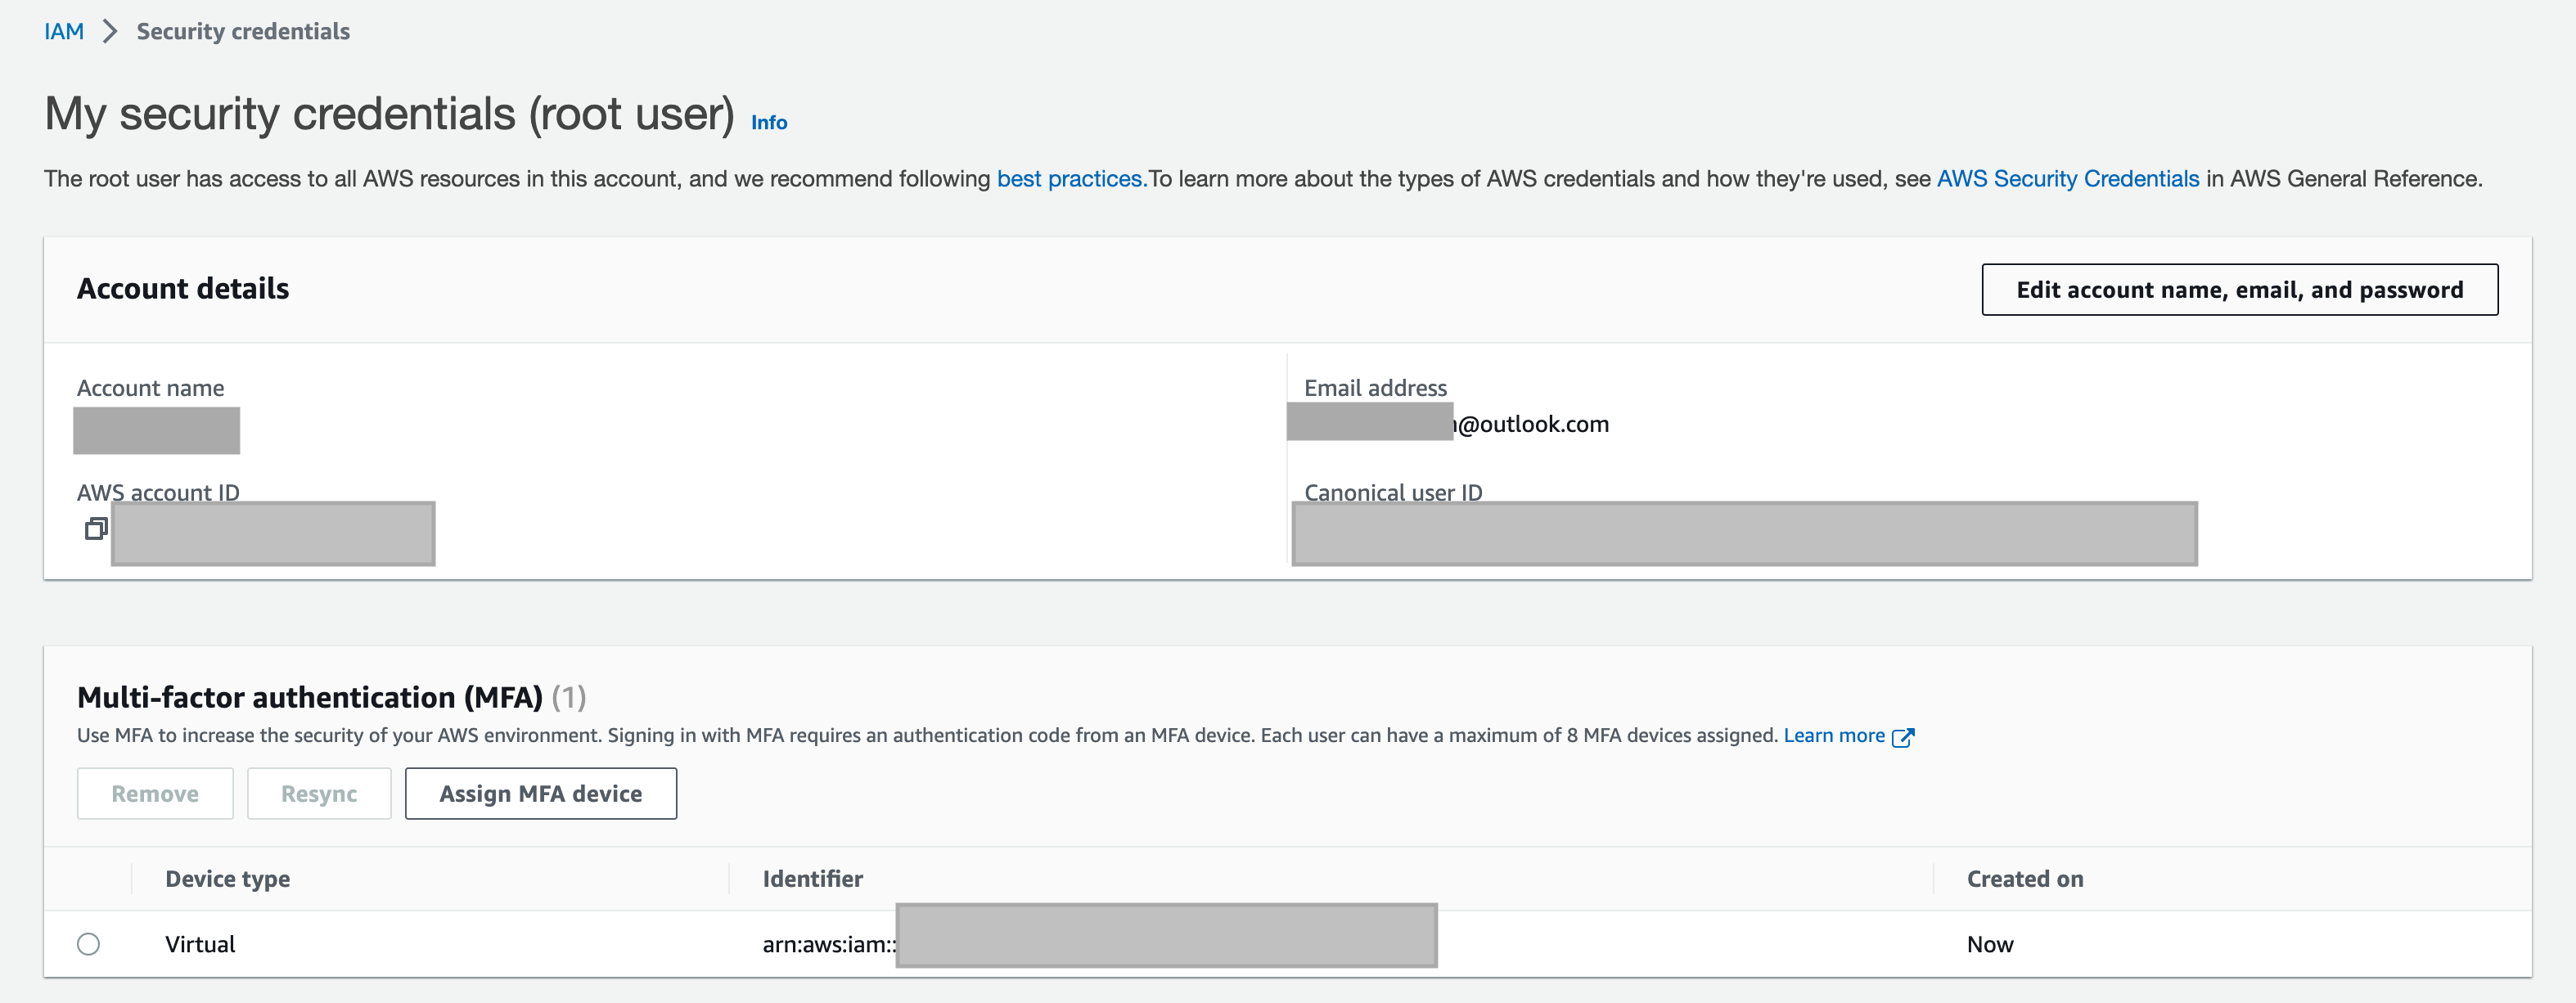 IAM > Security credentials
My security credentials (root user) Info
The root user has access to all AWS resources in this account, and we recommend following best practices.To learn more about the types of AWS credentials and how they're used, see AWS Security Credentials in AWS General Reference.
Account details
Edit account name, email, and password
Account name
Email address
@outlook.com
AWS account ID
Canonical user ID
Multi-factor authentication (MFA) (1)
Use MFA to increase the security of your AWS environment. Signing in with MFA requires an authentication code from an MFA device. Each user can have a maximum of 8 MFA devices assigned. Learn more
Remove Resync Assign MFA device
Device type Identifier Created on
Virtual arn:aws:iam:: Now